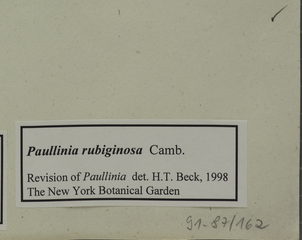 Paullinia rubiginosa Camb.
Revision of Paullinia det. H.T. Beck, 1998
The New York Botanical Garden
91-87/162